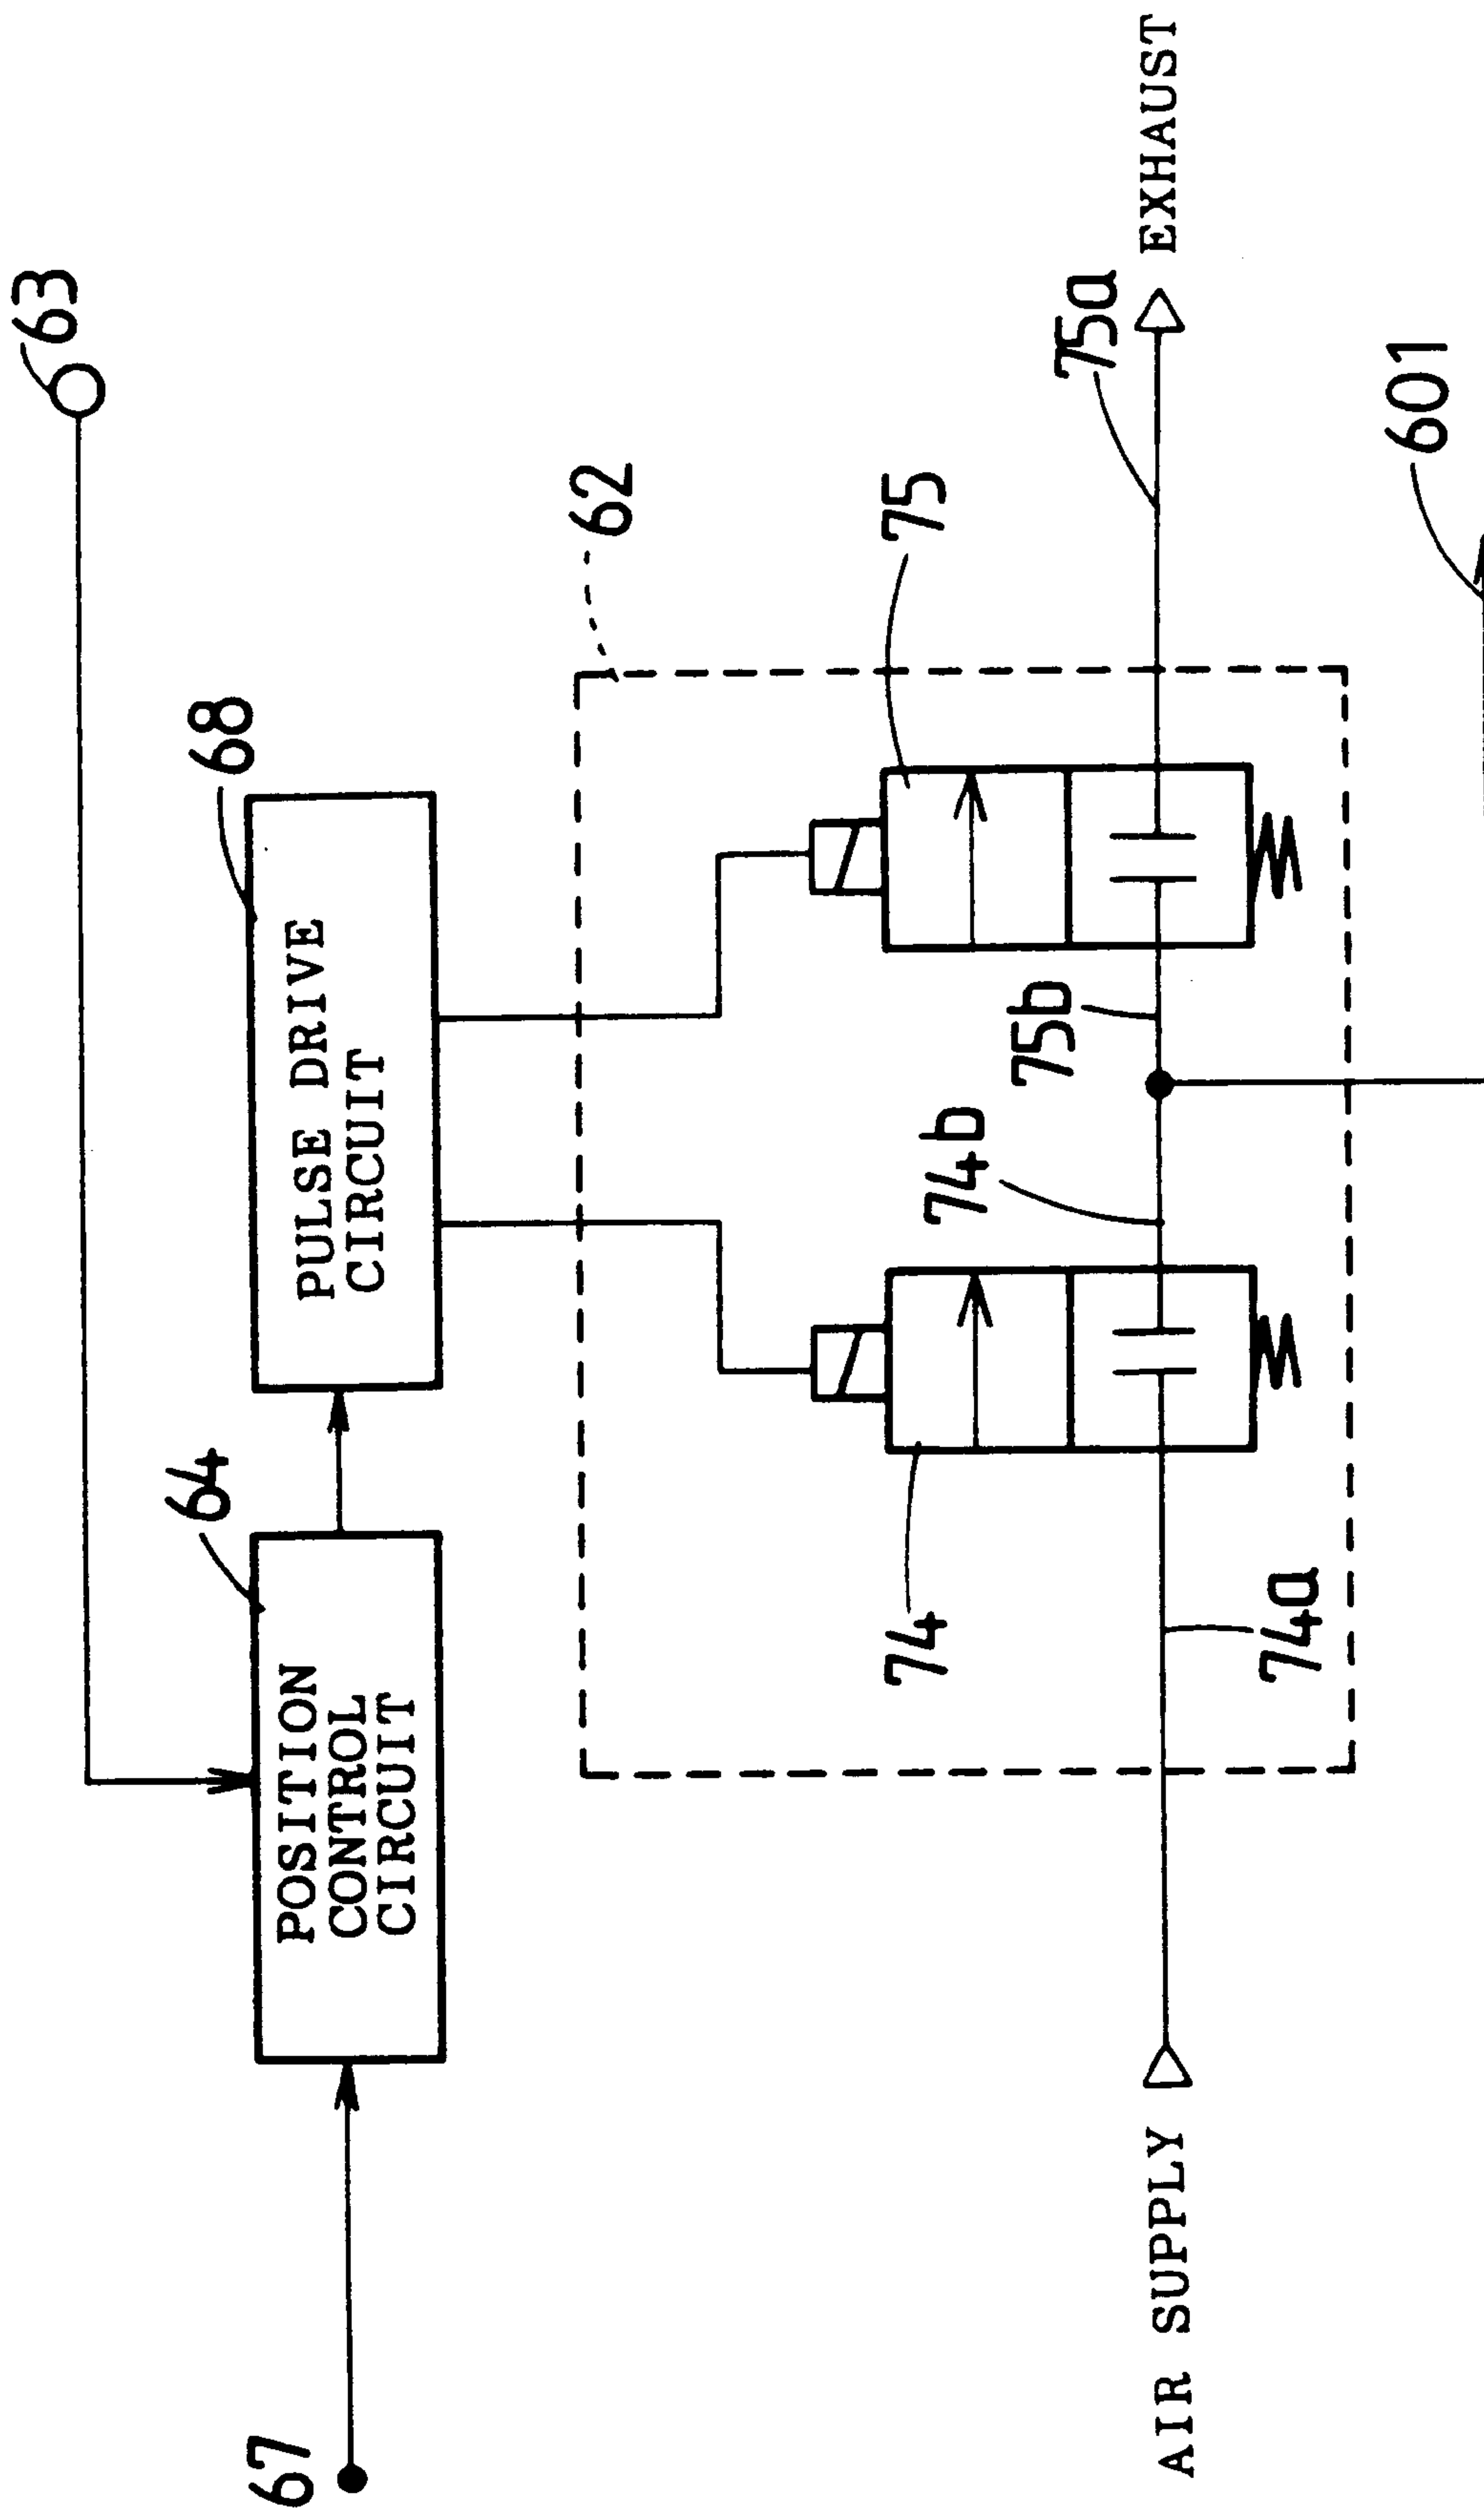 63
68
PULSE DRIVE
CIRCUIT
64
POSITION
CONTROL
CIRCUIT
67
62
75
75a
EXHAUST
75b
74b
74
74a
AIR SUPPLY
601